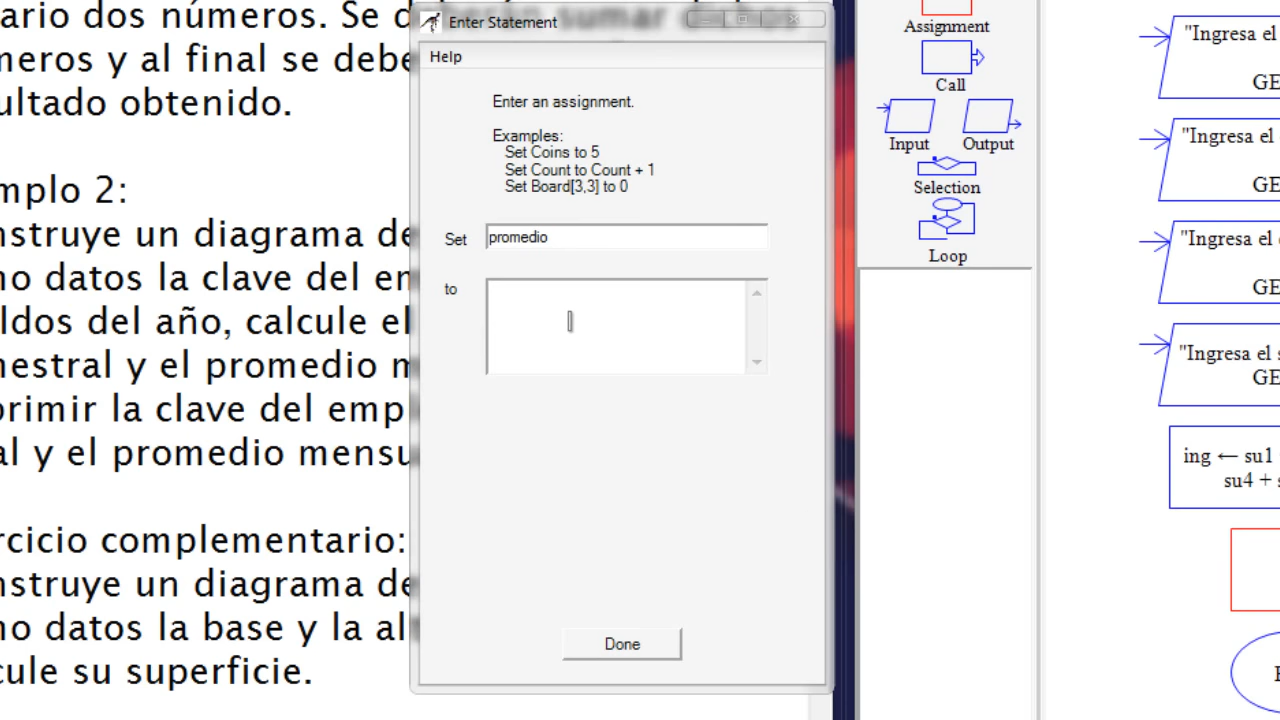 ario dos números. Se
meros y al final se debe
ultado obtenido.
mplo 2:
nstruye un diagrama de
no datos la clave del em
ldos del año, calcule el
nestral y el promedio m
orimir la clave del emp
al y el promedio mensu
rcicio complementario:
nstruye un diagrama de
no datos la base y la al
cule su superficie.
Enter Statement
Help
Enter an assignment.
Examples:
Set Coins to 5
Set Count to Count + 1
Set Board[3,3] to 0
Set
promedio
to
Done
Assignment
Call
Input
Output
Selection
Loop
"Ingresa el
GE
"Ingresa el
GE
"Ingresa el
GE
"Ingresa el s
GE
ing ← su1
su4 + s